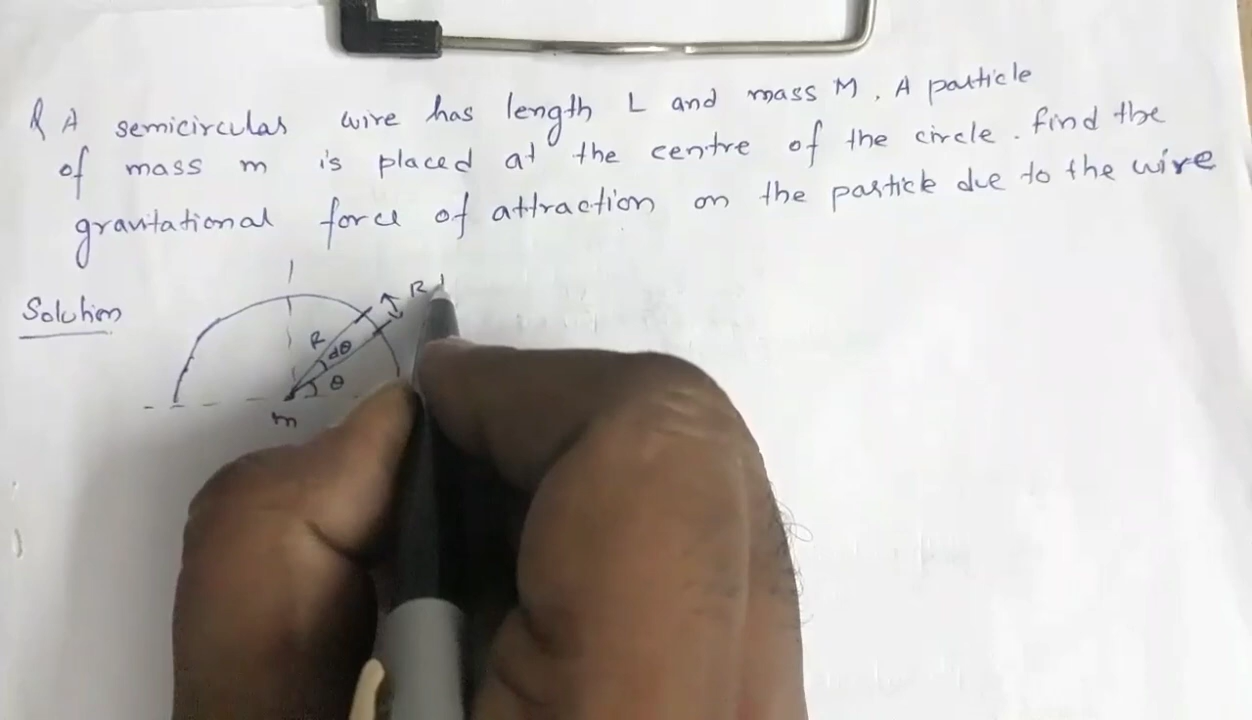 Q A semicircular wire has length L and mass M. A particle
of mass m is placed at the centre of the circle. find the
gravitational force of attraction on the particle due to the wire
Solution
R
R
dθ
θ
m